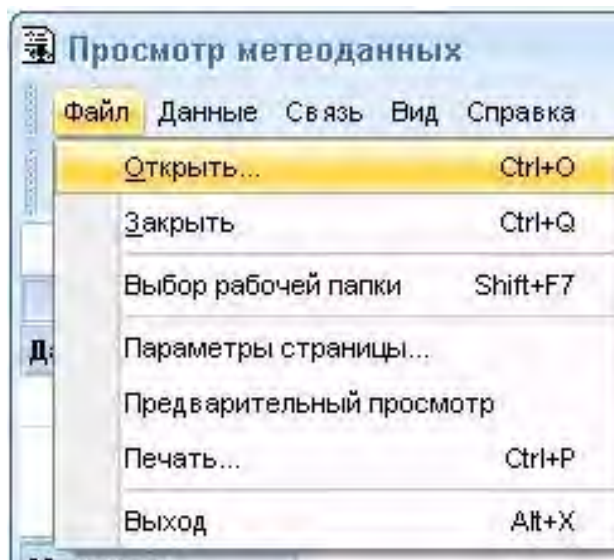 Просмотр метеоданных
Файл Данные Связь Вид Справка
Открыть... Ctrl+O
Закрыть Ctrl+Q
Выбор рабочей папки Shift+F7
Параметры страницы...
Предварительный просмотр
Печать... Ctrl+P
Выход Alt+X